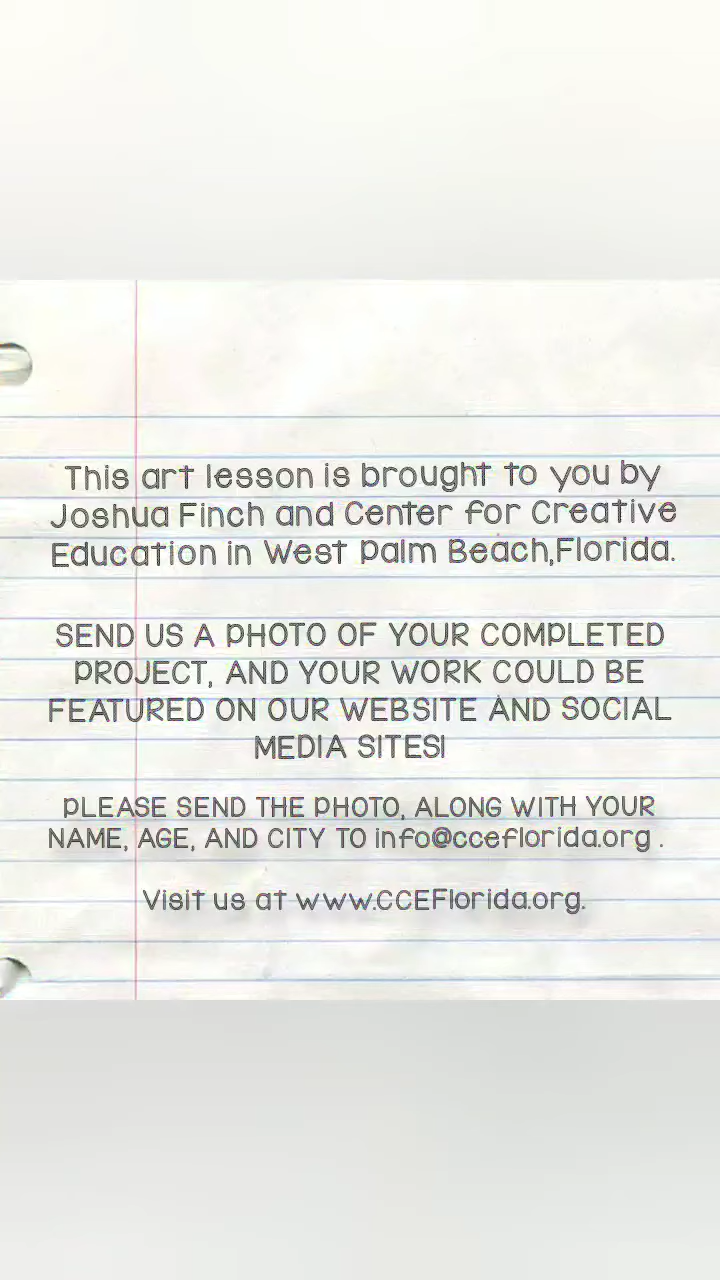 This art lesson is brought to you by
Joshua Finch and Center for Creative
Education in West Palm Beach,Florida.
SEND US A PHOTO OF YOUR COMPLETED
PROJECT, AND YOUR WORK COULD BE
FEATURED ON OUR WEBSITE AND SOCIAL
MEDIA SITES!
PLEASE SEND THE PHOTO, ALONG WITH YOUR
NAME, AGE, AND CITY TO info@cceflorida.org .
Visit us at www.CCEFlorida.org.